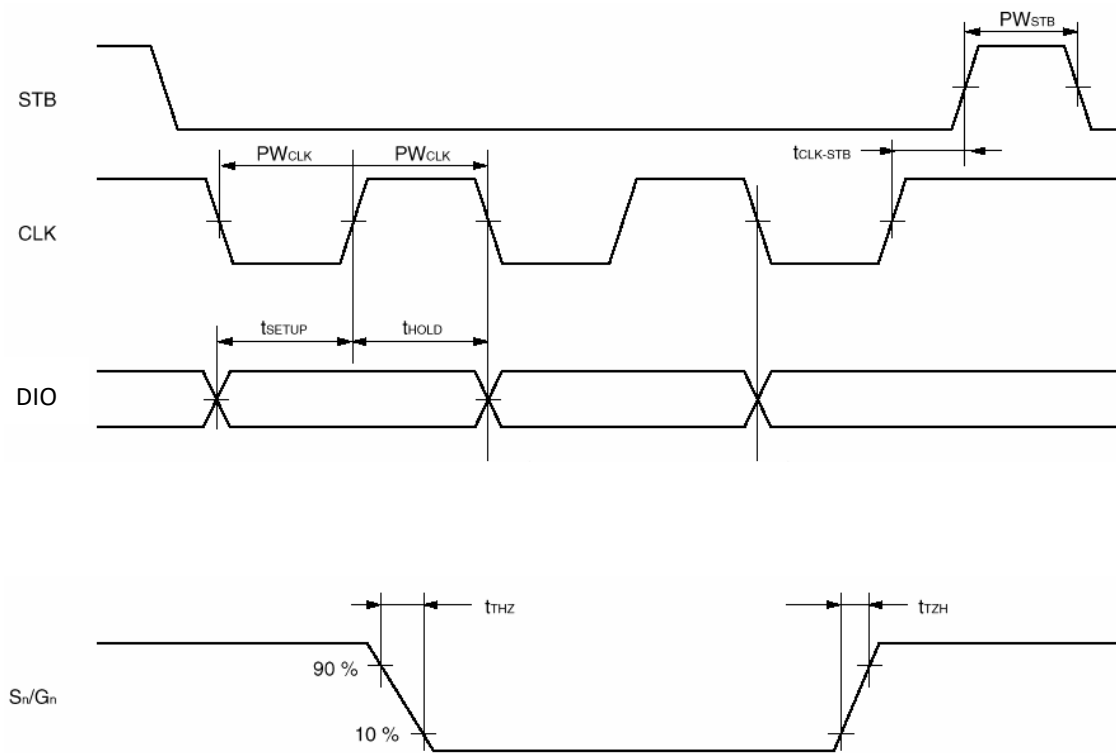 PWSTB
STB
PWCLK PWCLK
tCLK-STB
CLK
tSETUP tHOLD
DIO
tTHZ tTZH
90 %
Sn/Gn
10 %